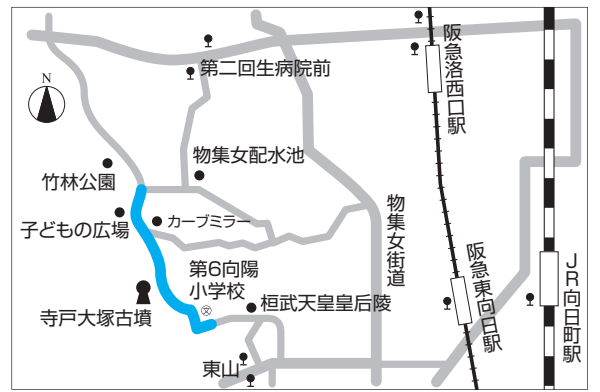 第二回生病院前
阪急洛西口駅
N
物集女配水池
竹林公園
子どもの広場
カーブミラー
物集女街道
第6向陽
小学校
文
寺戸大塚古墳
桓武天皇皇后陵
阪急東向日駅
JR向日町駅
東山